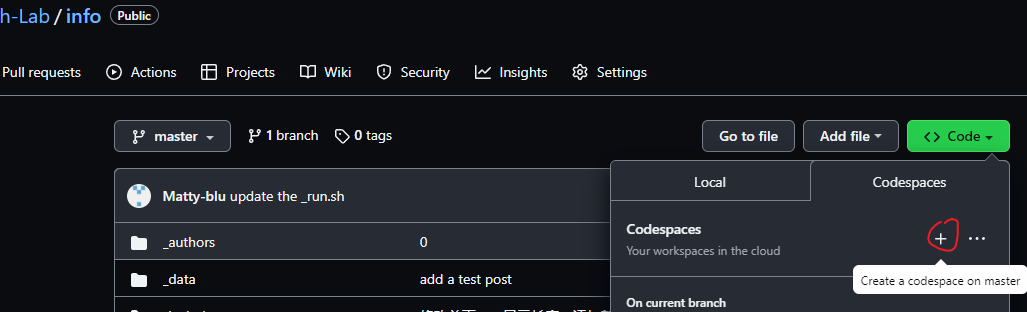 h-Lab / info Public
Pull requests Actions Projects Wiki Security Insights Settings
master 1 branch 0 tags Go to file Add file Code
Local Codespaces
Matty-blu update the _run.sh
Codespaces
Your workspaces in the cloud
_authors 0
Create a codespace on master
_data add a test post
On current branch